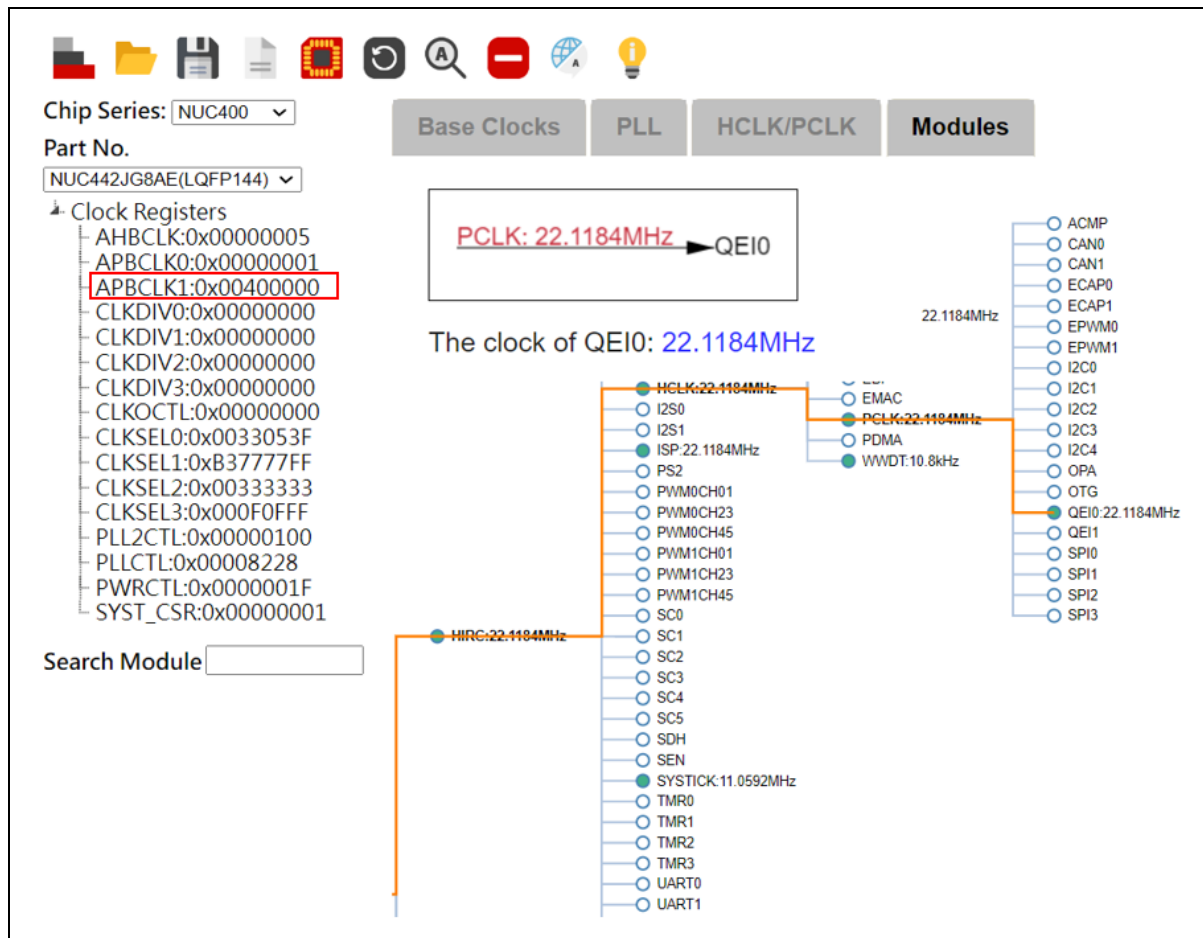 Chip Series: NUC400
Part No.
NUC442JG8AE(LQFP144)
Clock Registers
AHBCLK:0x00000005
APBCLK0:0x00000001
APBCLK1:0x00400000
CLKDIV0:0x00000000
CLKDIV1:0x00000000
CLKDIV2:0x00000000
CLKDIV3:0x00000000
CLKOCTL:0x00000000
CLKSEL0:0x0033053F
CLKSEL1:0xB37777FF
CLKSEL2:0x00333333
CLKSEL3:0x000F0FFF
PLL2CTL:0x00000100
PLLCTL:0x00008228
PWRCTL:0x0000001F
SYST_CSR:0x00000001
Search Module
Base Clocks
PLL
HCLK/PCLK
Modules
PCLK: 22.1184MHz
QEI0
The clock of QEI0: 22.1184MHz
HIRC:22.1184MHz
HCLK:22.1184MHz
I2S0
I2S1
ISP:22.1184MHz
PS2
PWM0CH01
PWM0CH23
PWM0CH45
PWM1CH01
PWM1CH23
PWM1CH45
SC0
SC1
SC2
SC3
SC4
SC5
SDH
SEN
SYSTICK:11.0592MHz
TMR0
TMR1
TMR2
TMR3
UART0
UART1
EMAC
PCLK:22.1184MHz
PDMA
WWDT:10.8kHz
22.1184MHz
ACMP
CAN0
CAN1
ECAP0
ECAP1
EPWM0
EPWM1
I2C0
I2C1
I2C2
I2C3
I2C4
OPA
OTG
QEI0:22.1184MHz
QEI1
SPI0
SPI1
SPI2
SPI3